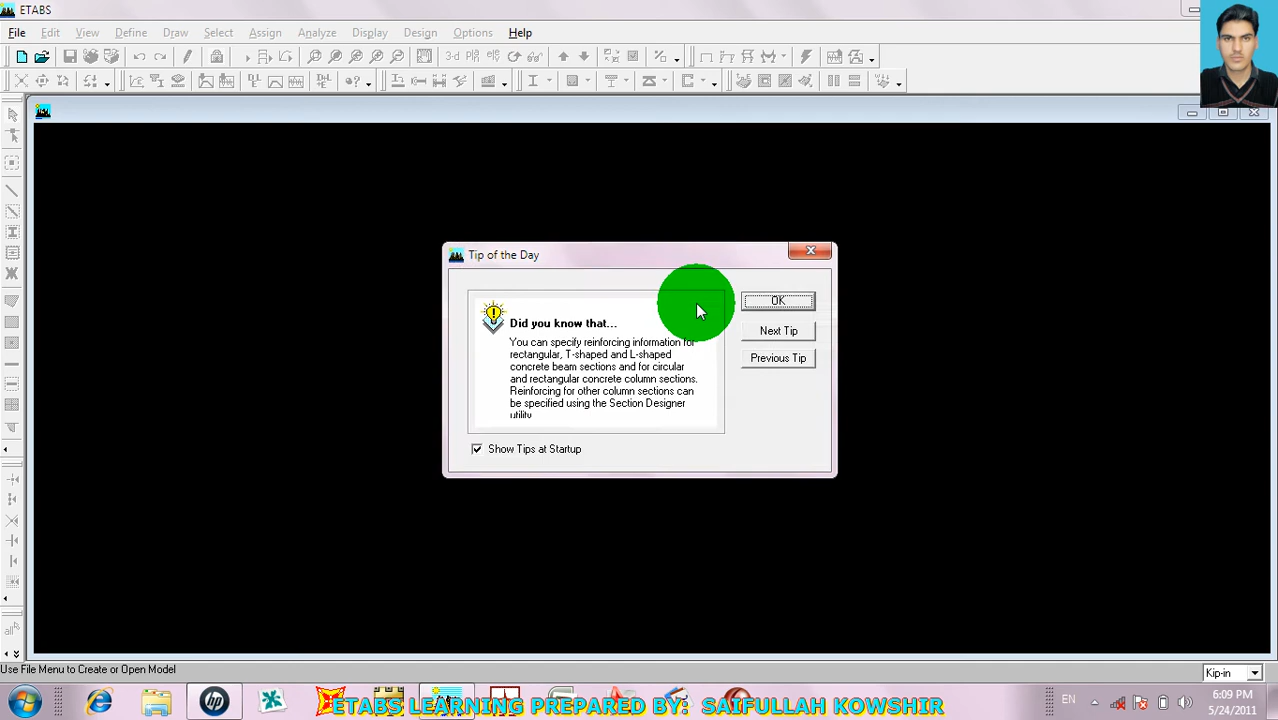 ETABS
File Edit View Define Draw Select Assign Analyze Display Design Options Help
3-d
Tip of the Day
Did you know that...
You can specify reinforcing information for
rectangular, T-shaped and L-shaped
concrete beam sections and for circular
and rectangular concrete column sections.
Reinforcing for other column sections can
be specified using the Section Designer
utility
OK
Next Tip
Previous Tip
Show Tips at Startup
all
Use File Menu to Create or Open Model
Kip-in
EN
6:09 PM
5/24/2011
hp
ETABS LEARNING PREPARED BY: SAIFULLAH KOWSHIR